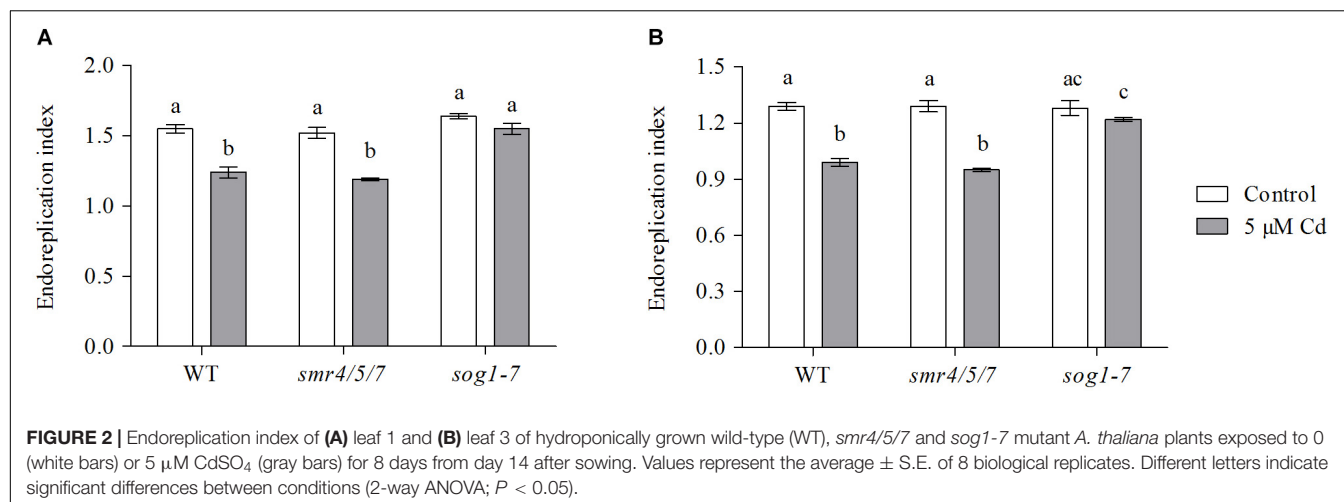 A
B
2.0
1.5
1.0
0.5
0.0
Endoreplication index
a
b
a
b
a
a
WT
smr4/5/7
sog1-7
1.5
1.2
0.9
0.6
0.3
0.0
Endoreplication index
a
b
a
b
ac
c
WT
smr4/5/7
sog1-7
Control
5 μM Cd
FIGURE 2 | Endoreplication index of (A) leaf 1 and (B) leaf 3 of hydroponically grown wild-type (WT), smr4/5/7 and sog1-7 mutant A. thaliana plants exposed to 0
(white bars) or 5 μM CdSO₄ (gray bars) for 8 days from day 14 after sowing. Values represent the average ± S.E. of 8 biological replicates. Different letters indicate
significant differences between conditions (2-way ANOVA; P < 0.05).